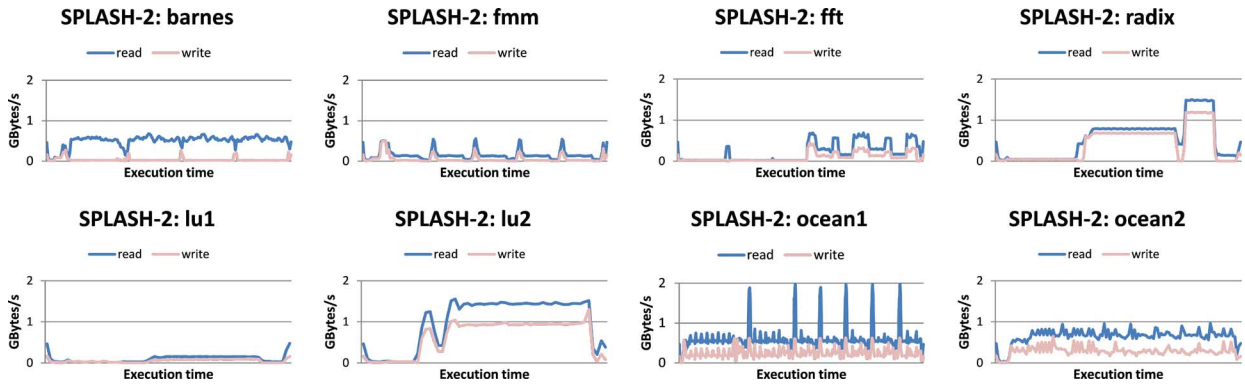 SPLASH-2: barnes
read write
GBytes/s
2
1
0
Execution time
SPLASH-2: fmm
read write
GBytes/s
2
1
0
Execution time
SPLASH-2: fft
read write
GBytes/s
2
1
0
Execution time
SPLASH-2: radix
read write
GBytes/s
2
1
0
Execution time
SPLASH-2: lu1
read write
GBytes/s
2
1
0
Execution time
SPLASH-2: lu2
read write
GBytes/s
2
1
0
Execution time
SPLASH-2: ocean1
read write
GBytes/s
2
1
0
Execution time
SPLASH-2: ocean2
read write
GBytes/s
2
1
0
Execution time